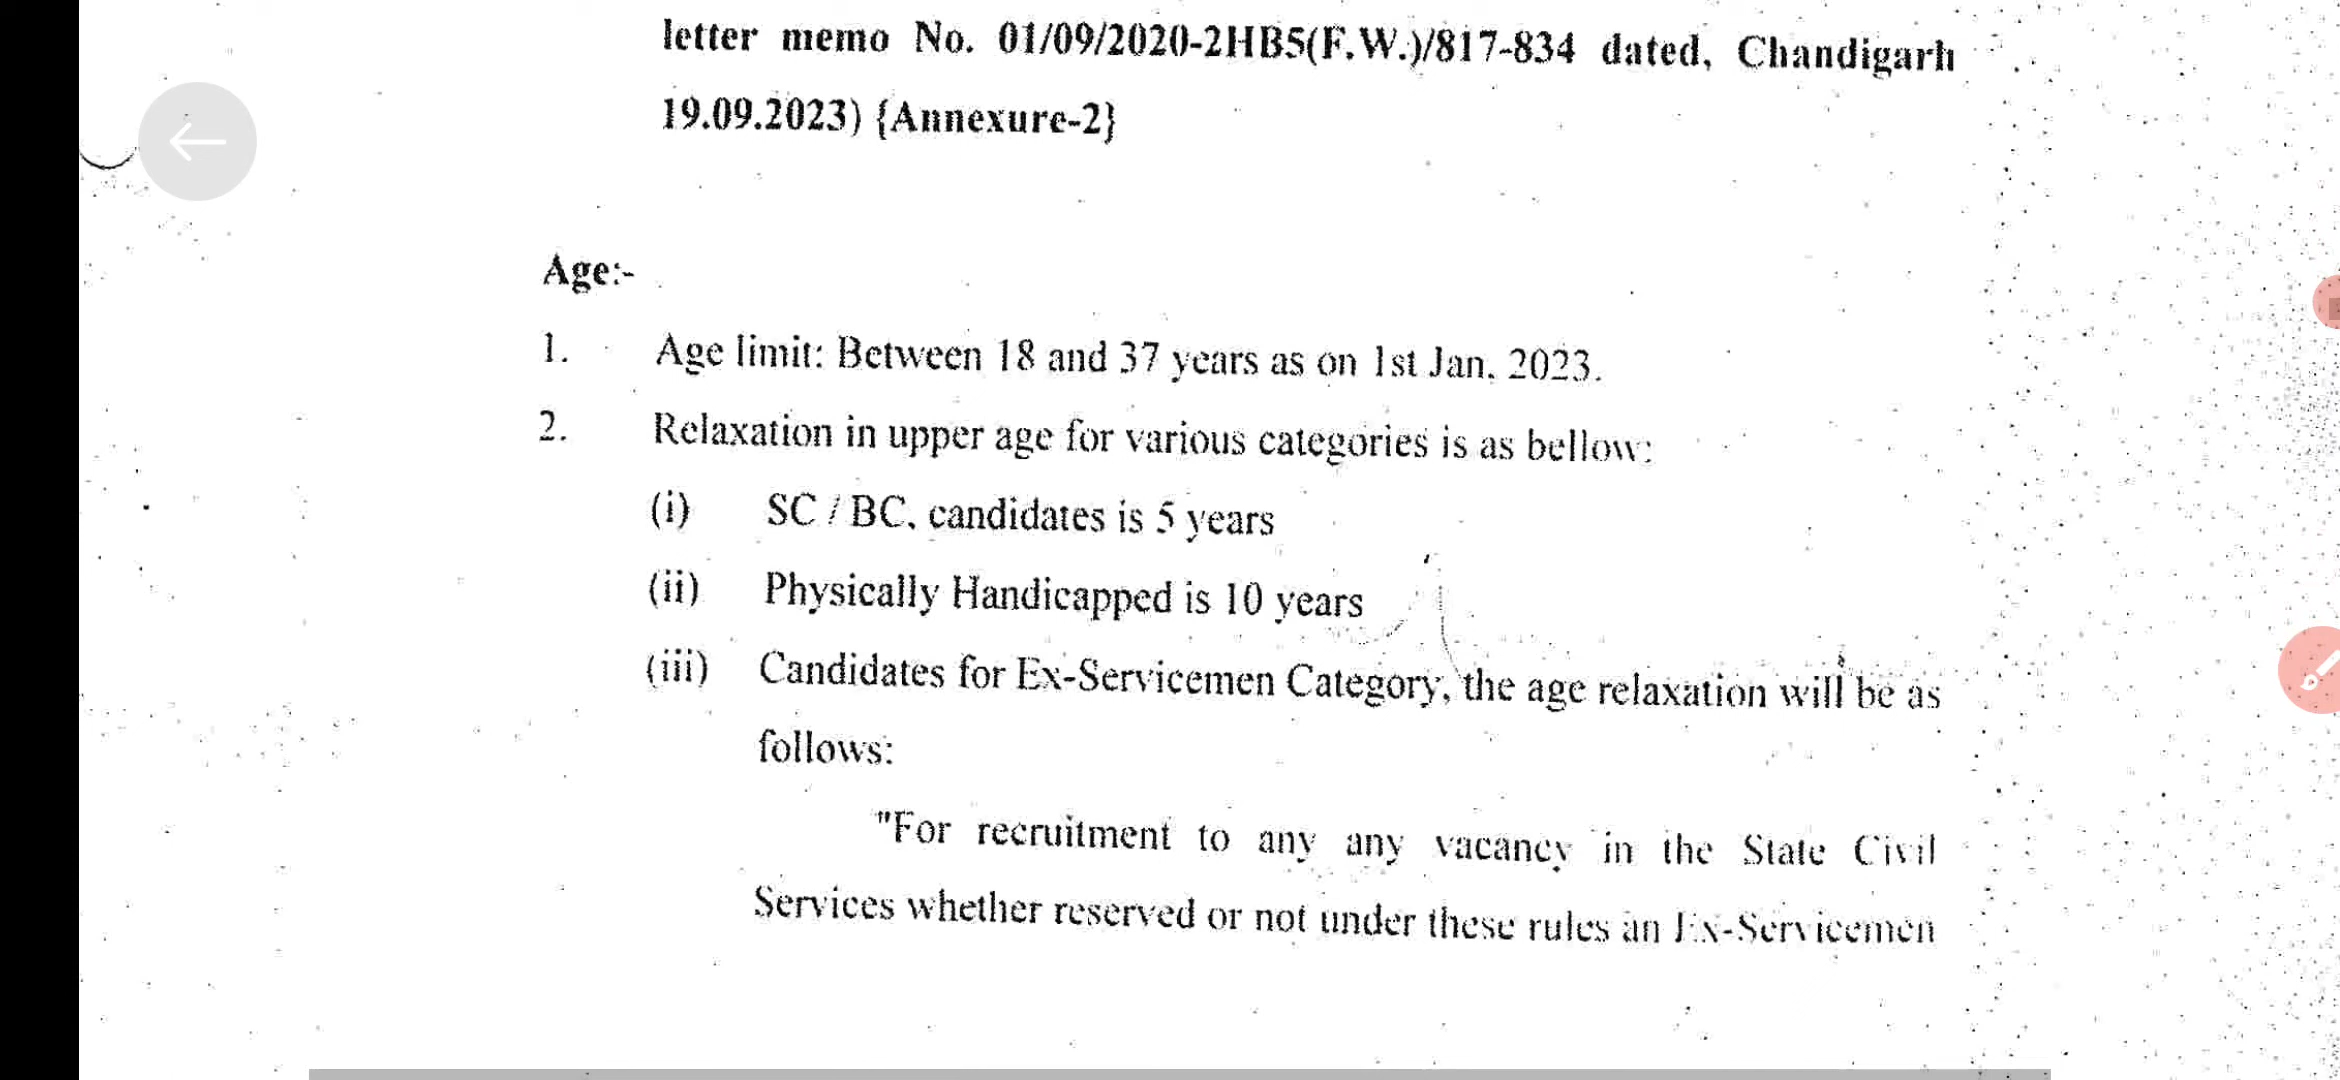 letter memo No. 01/09/2020-2HB5(F.W.)/817-834 dated, Chandigarh
19.09.2023) {Annexure-2}
Age:-
1. Age limit: Between 18 and 37 years as on 1st Jan. 2023.
2. Relaxation in upper age for various categories is as bellow:
(i) SC / BC, candidates is 5 years
(ii) Physically Handicapped is 10 years
(iii) Candidates for Ex-Servicemen Category, the age relaxation will be as
follows:
"For recruitment to any any vacancy in the State Civil
Services whether reserved or not under these rules an Ex-Servicemen